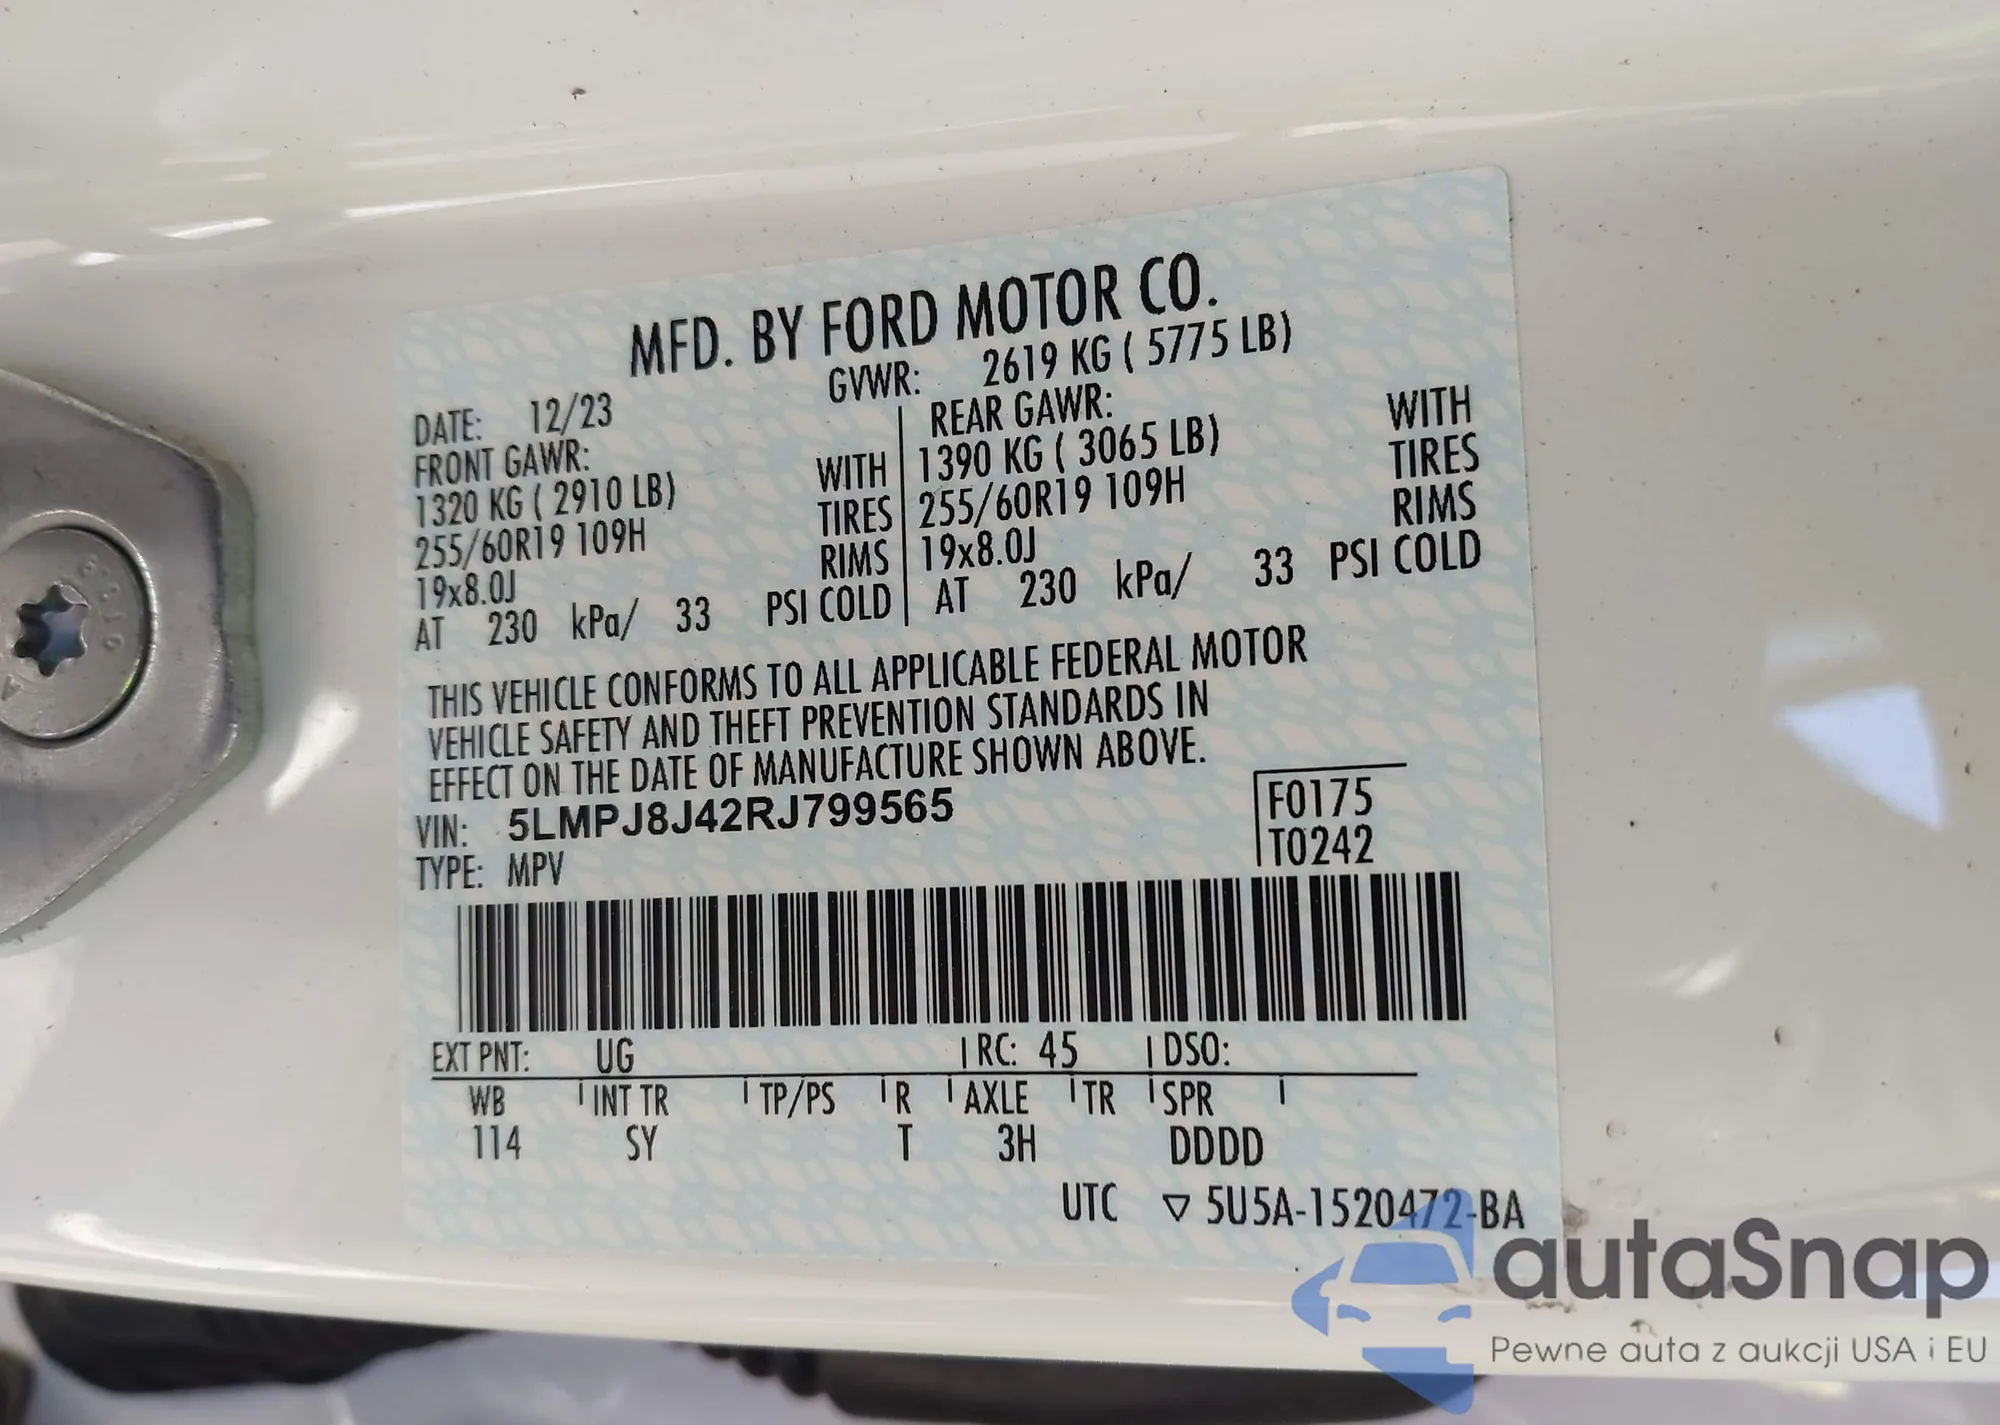 MFD. BY FORD MOTOR CO.
DATE: 12/23 GVWR: 2619 KG ( 5775 LB)
FRONT GAWR: REAR GAWR:
1320 KG ( 2910 LB) WITH 1390 KG ( 3065 LB) WITH
255/60R19 109H TIRES 255/60R19 109H TIRES
19x8.0J RIMS 19x8.0J RIMS
AT 230 kPa/ 33 PSI COLD AT 230 kPa/ 33 PSI COLD
THIS VEHICLE CONFORMS TO ALL APPLICABLE FEDERAL MOTOR
VEHICLE SAFETY AND THEFT PREVENTION STANDARDS IN
EFFECT ON THE DATE OF MANUFACTURE SHOWN ABOVE.
VIN: 5LMPJ8J42RJ799565 F0175
TYPE: MPV T0242
EXT PNT: UG RC: 45 DSO:
WB INT TR TP/PS R AXLE TR SPR
114 SY T 3H DDDD
UTC ▽ 5U5A-1520472-BA
autaSnap
Pewne auta z aukcji USA i EU